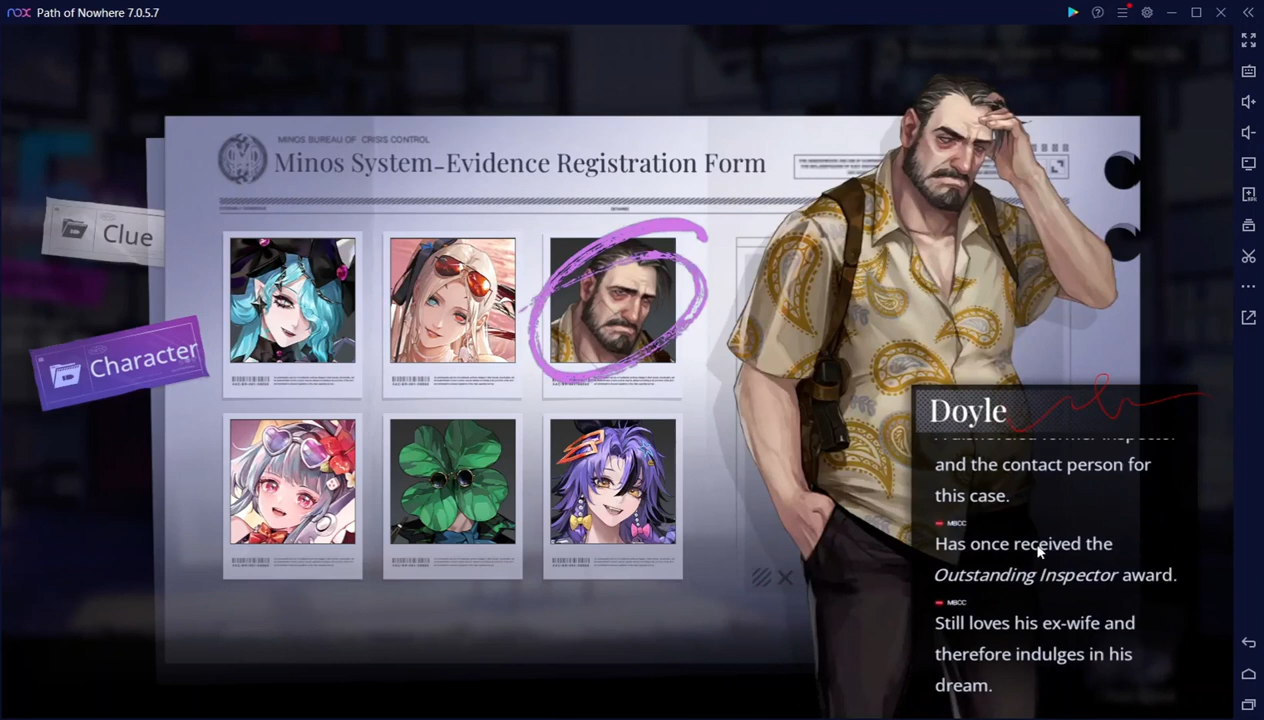 nox Path of Nowhere 7.0.5.7
MINOS BUREAU OF CRISIS CONTROL
Minos System-Evidence Registration Form
Clue
Character
Doyle
and the contact person for
this case.
MBCC
Has once received the
Outstanding Inspector award.
MBCC
Still loves his ex-wife and
therefore indulges in his
dream.